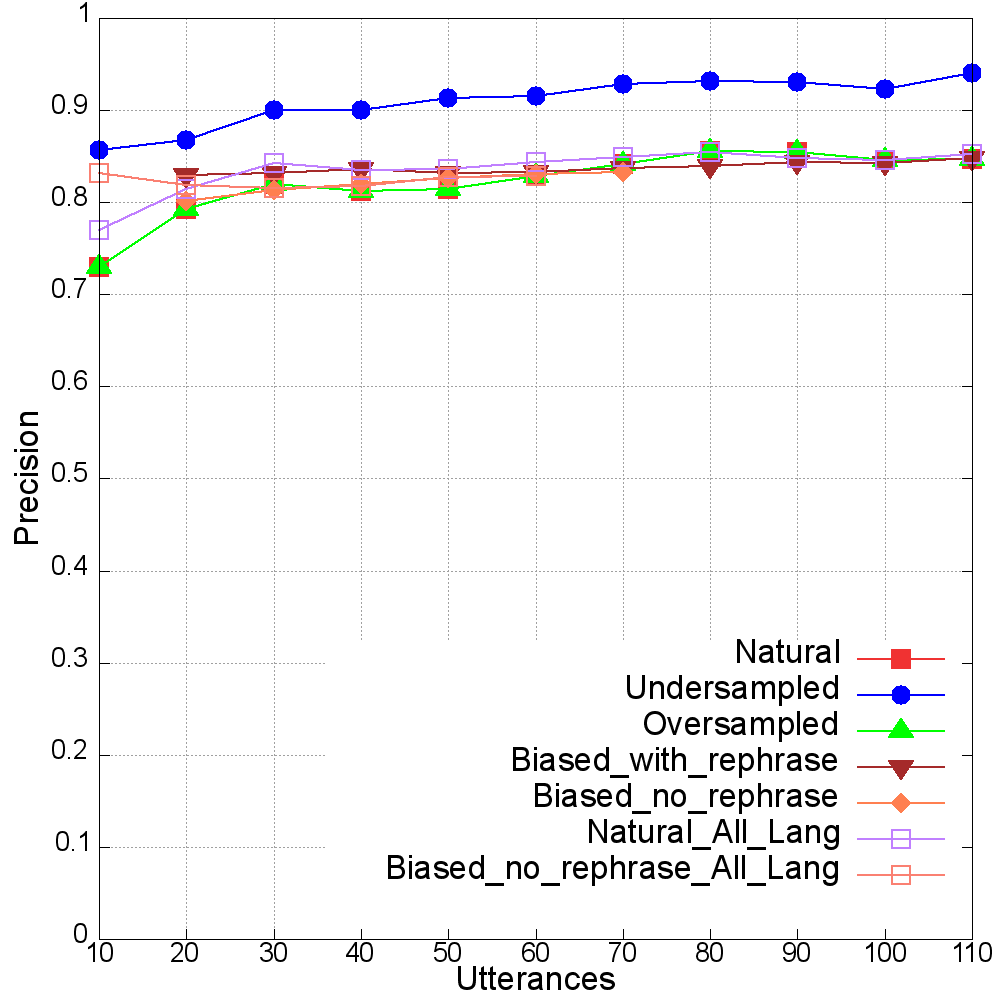 1
0.9
0.8
0.7
0.6
0.5
0.4
0.3
0.2
0.1
0
Precision
10 20 30 40 50 60 70 80 90 100 110
Utterances
Natural
Undersampled
Oversampled
Biased_with_rephrase
Biased_no_rephrase
Natural_All_Lang
Biased_no_rephrase_All_Lang